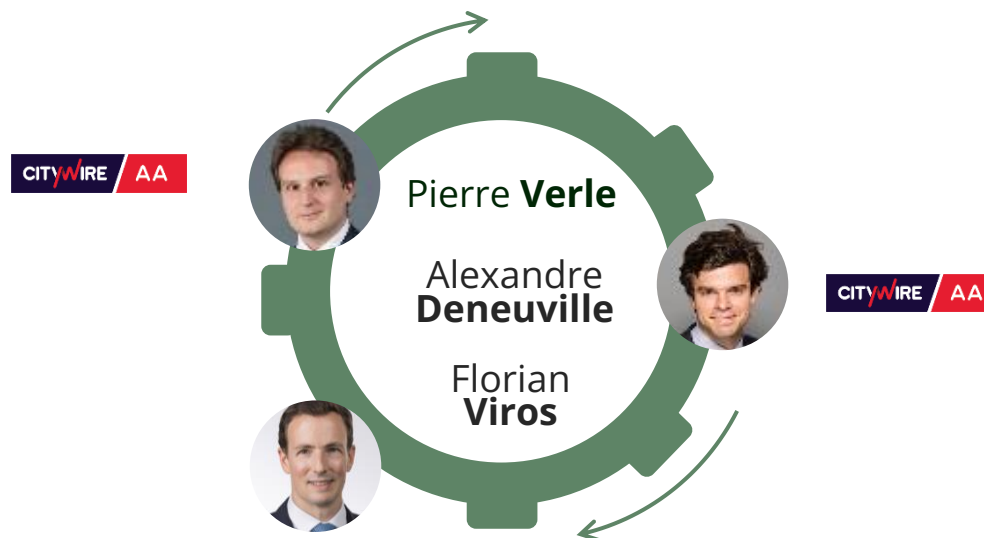 CITYWIRE / AA
Pierre Verle
Alexandre
Deneuville
CITYWIRE / AA
Florian
Viros